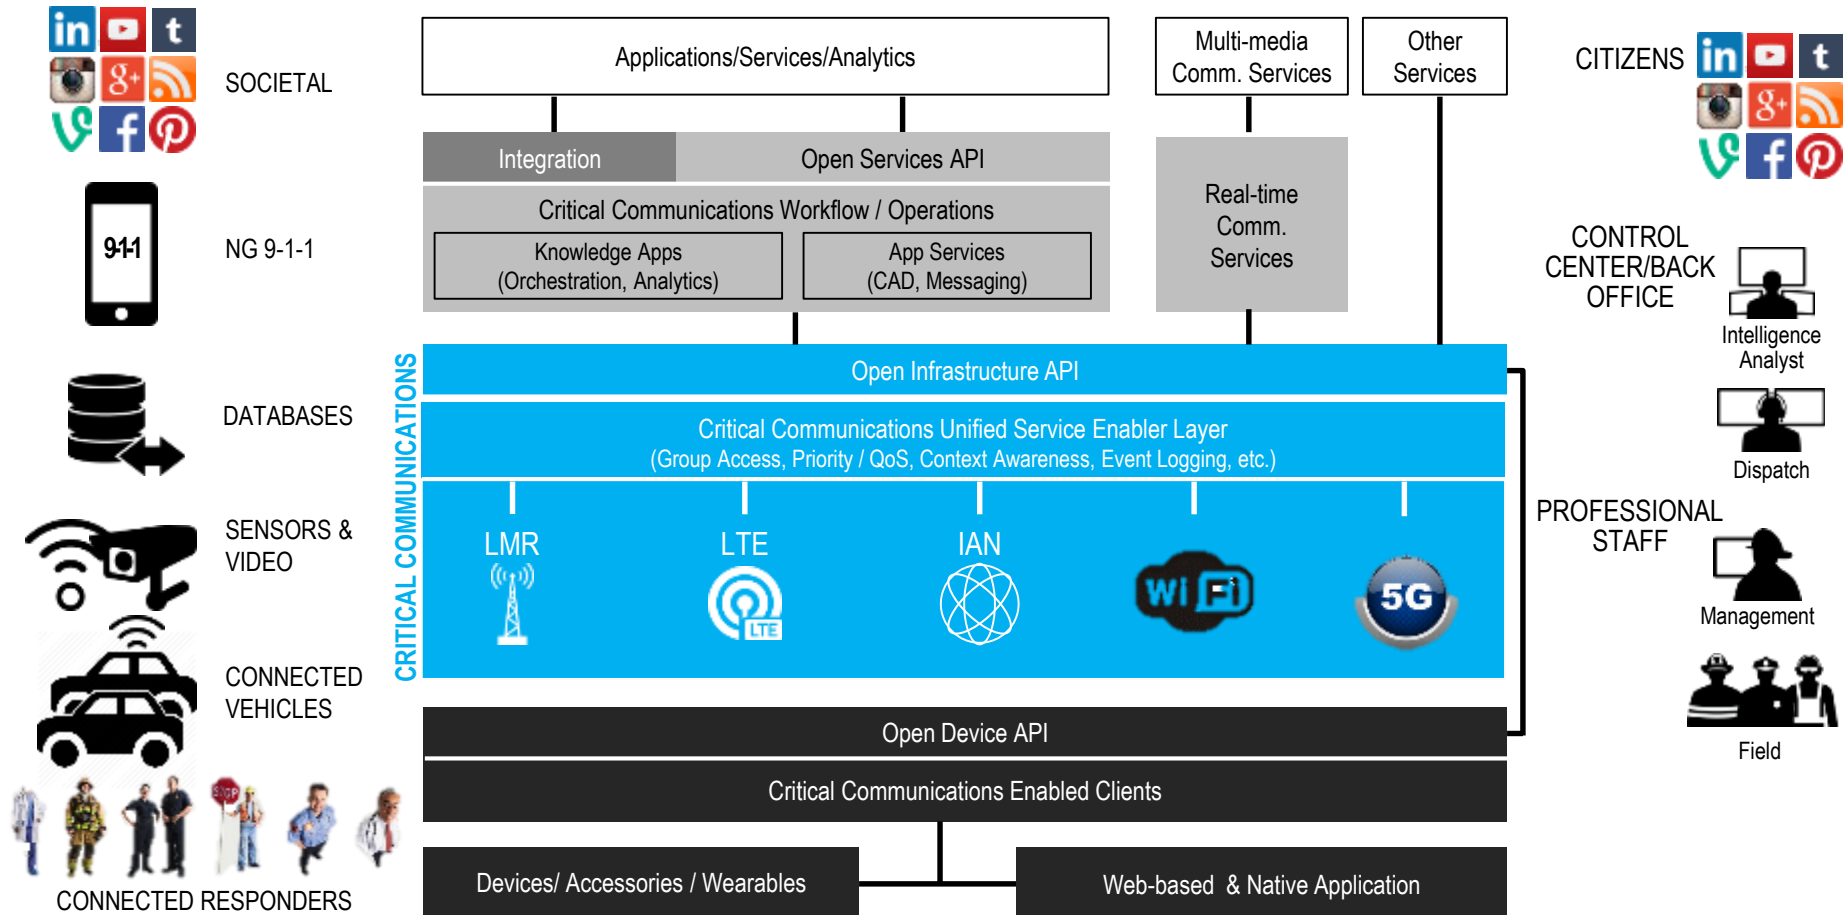 in
t
g+
f
SOCIETAL
9-1-1
NG 9-1-1
DATABASES
SENSORS &
VIDEO
CONNECTED
VEHICLES
STOP
CONNECTED RESPONDERS
Applications/Services/Analytics
Multi-media
Comm. Services
Other
Services
Integration
Open Services API
Critical Communications Workflow / Operations
Knowledge Apps
(Orchestration, Analytics)
App Services
(CAD, Messaging)
Real-time
Comm.
Services
CRITICAL COMMUNICATIONS
Open Infrastructure API
Critical Communications Unified Service Enabler Layer
(Group Access, Priority / QoS, Context Awareness, Event Logging, etc.)
LMR
LTE
LTE
IAN
Wi Fi
5G
Open Device API
Critical Communications Enabled Clients
Devices/ Accessories / Wearables
Web-based & Native Application
CITIZENS
in
t
g+
f
CONTROL
CENTER/BACK
OFFICE
Intelligence
Analyst
Dispatch
PROFESSIONAL
STAFF
Management
Field